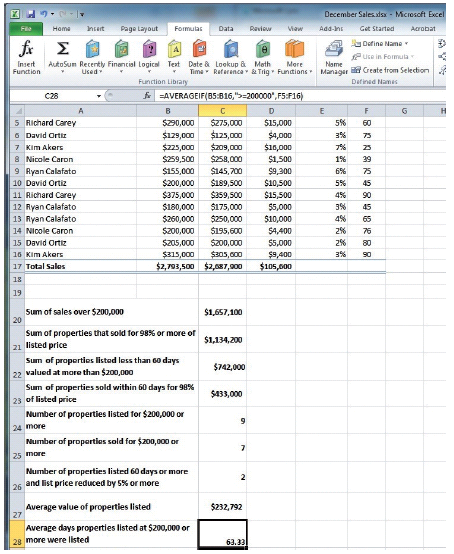 December Sales.xlsx - Microsoft Excel
File Home Insert Page Layout Formulas Data Review View Add-Ins Get Started Acrobat
fx Σ A θ
Insert Function
AutoSum Recently Used Financial Logical Text Date & Time Lookup & Reference Math & Trig More Functions
Name Manager
Define Name
Use in Formula
Create from Selection
Function Library Defined Names
C28 fx =AVERAGEIF(B5:B16,">=200000",F5:F16)
A B C D E F G H
5 Richard Carey $290,000 $275,000 $15,000 5% 60
6 David Ortiz $129,000 $125,000 $4,000 3% 75
7 Kim Akers $225,000 $209,000 $16,000 7% 25
8 Nicole Caron $259,500 $258,000 $1,500 1% 39
9 Ryan Calafato $155,000 $145,700 $9,300 6% 75
10 David Ortiz $200,000 $189,500 $10,500 5% 45
11 Richard Carey $375,000 $359,500 $15,500 4% 90
12 Ryan Calafato $180,000 $175,000 $5,000 3% 45
13 Ryan Calafato $260,000 $250,000 $10,000 4% 65
14 Nicole Caron $200,000 $195,600 $4,400 2% 76
15 David Ortiz $205,000 $200,000 $5,000 2% 80
16 Kim Akers $315,000 $305,600 $9,400 3% 90
17 Total Sales $2,793,500 $2,687,900 $105,600
18
19
20 Sum of sales over $200,000 $1,657,100
Sum of properties that sold for 98% or more of
21 listed price $1,134,200
Sum of properties listed less than 60 days
22 valued at more than $200,000 $742,000
Sum of properties sold within 60 days for 98%
23 of listed price $433,000
Number of properties listed for $200,000 or
24 more 9
Number of properties sold for $200,000 or
25 more 7
Number of properties listed 60 days or more
26 and list price reduced by 5% or more 2
27 Average value of properties listed $232,792
Average days properties listed at $200,000 or
28 more were listed 63.33